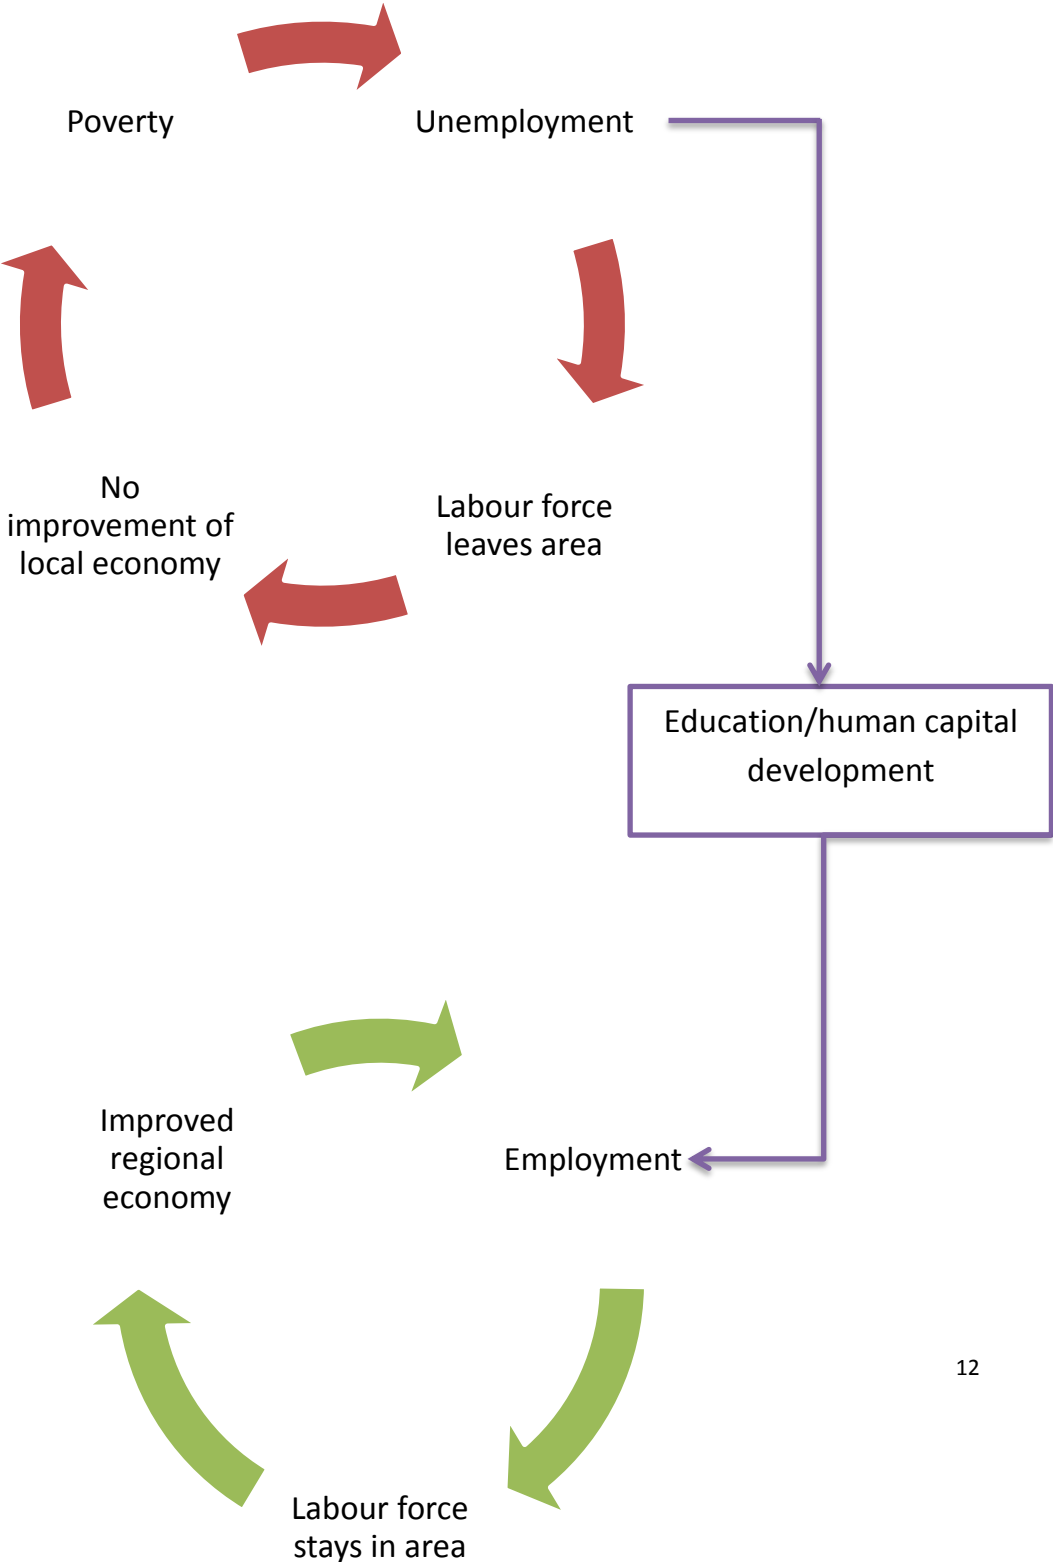 Poverty
Unemployment
No
improvement of
local economy
Labour force
leaves area
Education/human capital
development
Improved
regional
economy
Employment
Labour force
stays in area
12